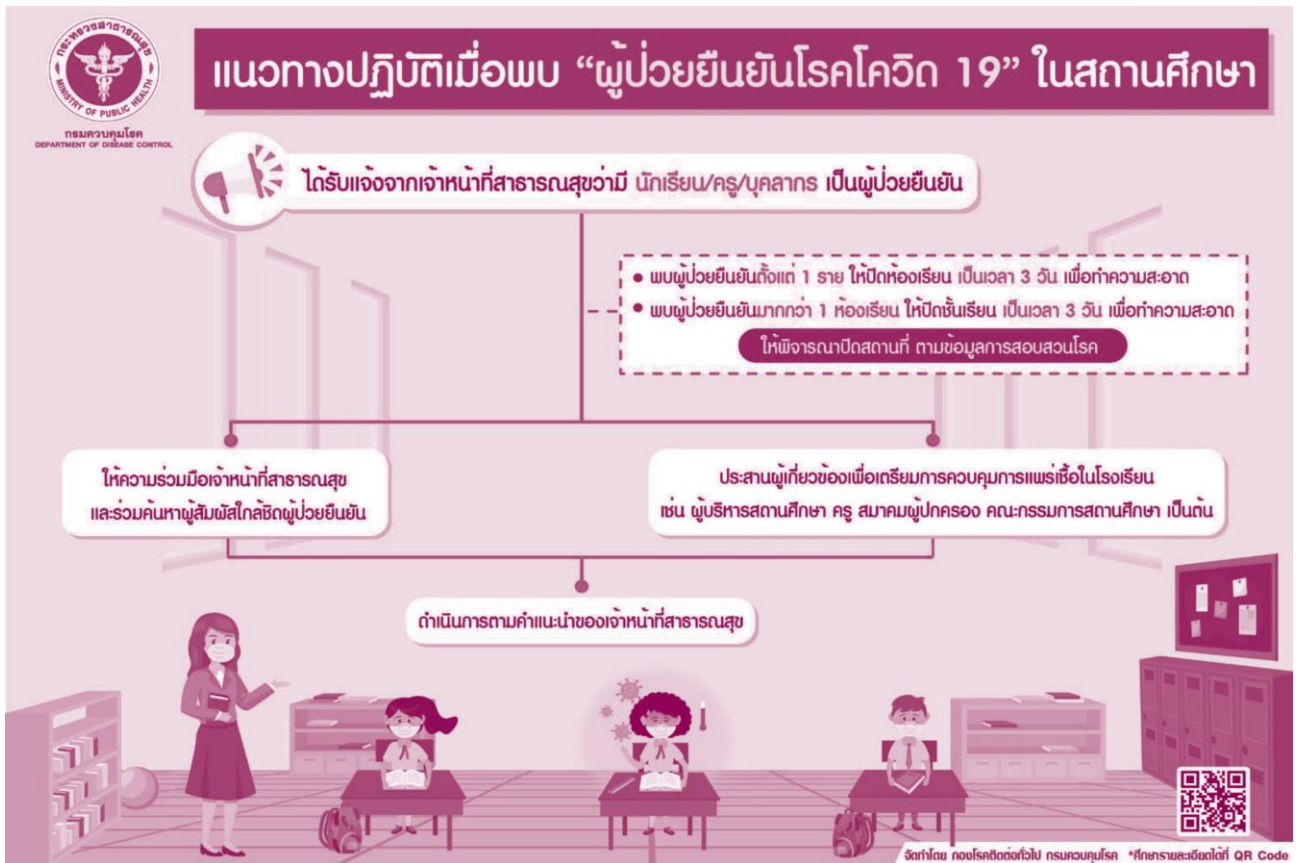 กระทรวงสาธารณสุข
MINISTRY OF PUBLIC HEALTH
กรมควบคุมโรค
DEPARTMENT OF DISEASE CONTROL
แนวทางปฏิบัติเมื่อพบ “ผู้ป่วยยืนยันโรคโควิด 19” ในสถานศึกษา
ได้รับแจ้งจากเจ้าหน้าที่สาธารณสุขว่ามี นักเรียน/ครู/บุคลากร เป็นผู้ป่วยยืนยัน
• พบผู้ป่วยยืนยันตั้งแต่ 1 ราย ให้ปิดห้องเรียน เป็นเวลา 3 วัน เพื่อทำความสะอาด
• พบผู้ป่วยยืนยันมากกว่า 1 ห้องเรียน ให้ปิดชั้นเรียน เป็นเวลา 3 วัน เพื่อทำความสะอาด
ให้พิจารณาปิดสถานที่ ตามข้อมูลการสอบสวนโรค
ให้ความร่วมมือเจ้าหน้าที่สาธารณสุข
และร่วมค้นหาผู้สัมผัสใกล้ชิดผู้ป่วยยืนยัน
ประสานผู้เกี่ยวข้องเพื่อเตรียมการควบคุมการแพร่เชื้อในโรงเรียน
เช่น ผู้บริหารสถานศึกษา ครู สมาคมผู้ปกครอง คณะกรรมการสถานศึกษา เป็นต้น
ดำเนินการตามคำแนะนำของเจ้าหน้าที่สาธารณสุข
จัดทำโดย กองโรคติดต่อทั่วไป กรมควบคุมโรค *ศึกษารายละเอียดได้ที่ QR Code